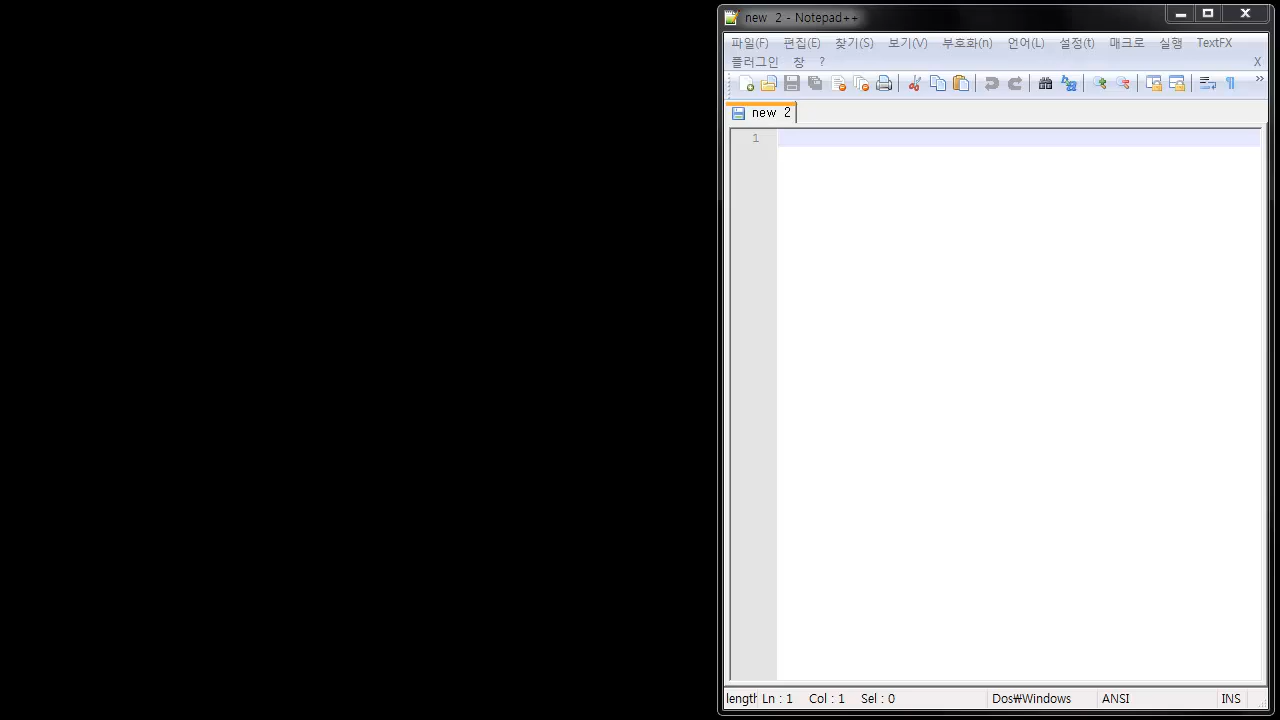 new 2 - Notepad++
파일(F) 편집(E) 찾기(S) 보기(V) 부호화(n) 언어(L) 설정(t) 매크로 실행 TextFX
플러그인 창 ? X
new 2
1
length Ln : 1 Col : 1 Sel : 0 Dos₩Windows ANSI INS